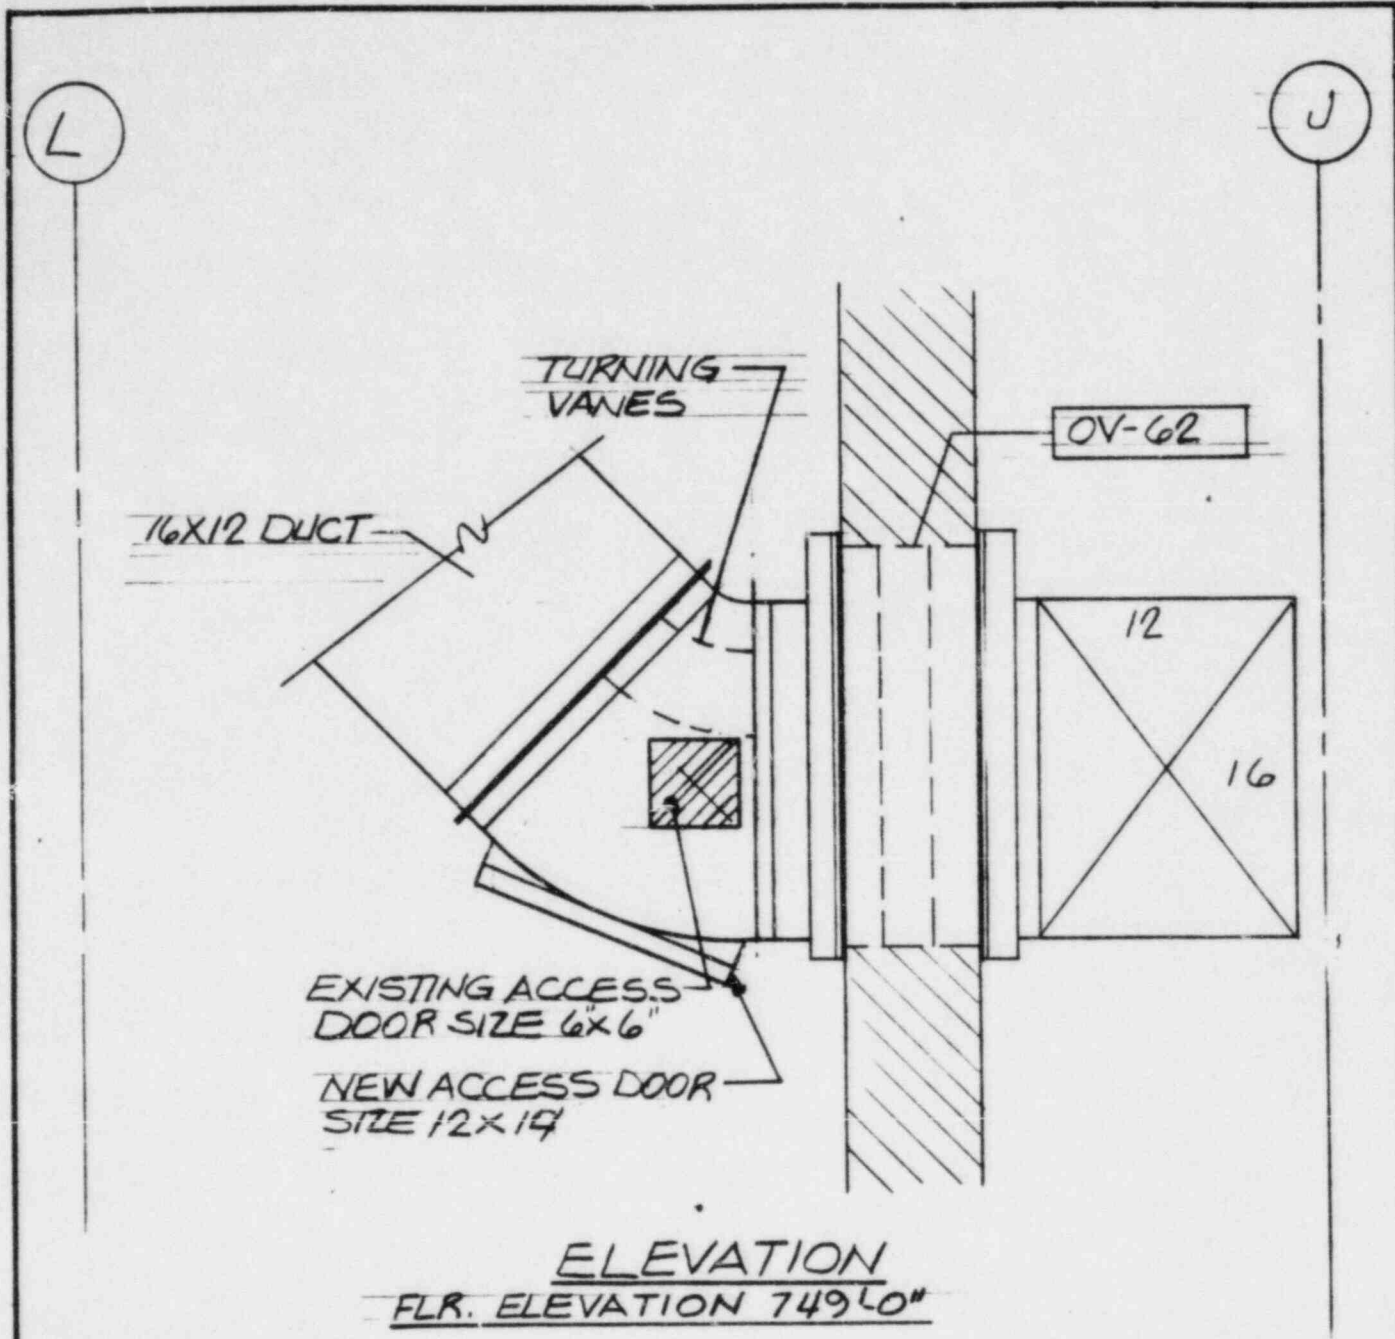 L
J
TURNING
VANES
OV-62
16X12 DUCT
12
16
EXISTING ACCESS
DOOR SIZE 6"x6"
NEW ACCESS DOOR
SIZE 12x14
ELEVATION
FLR. ELEVATION 749'-0"